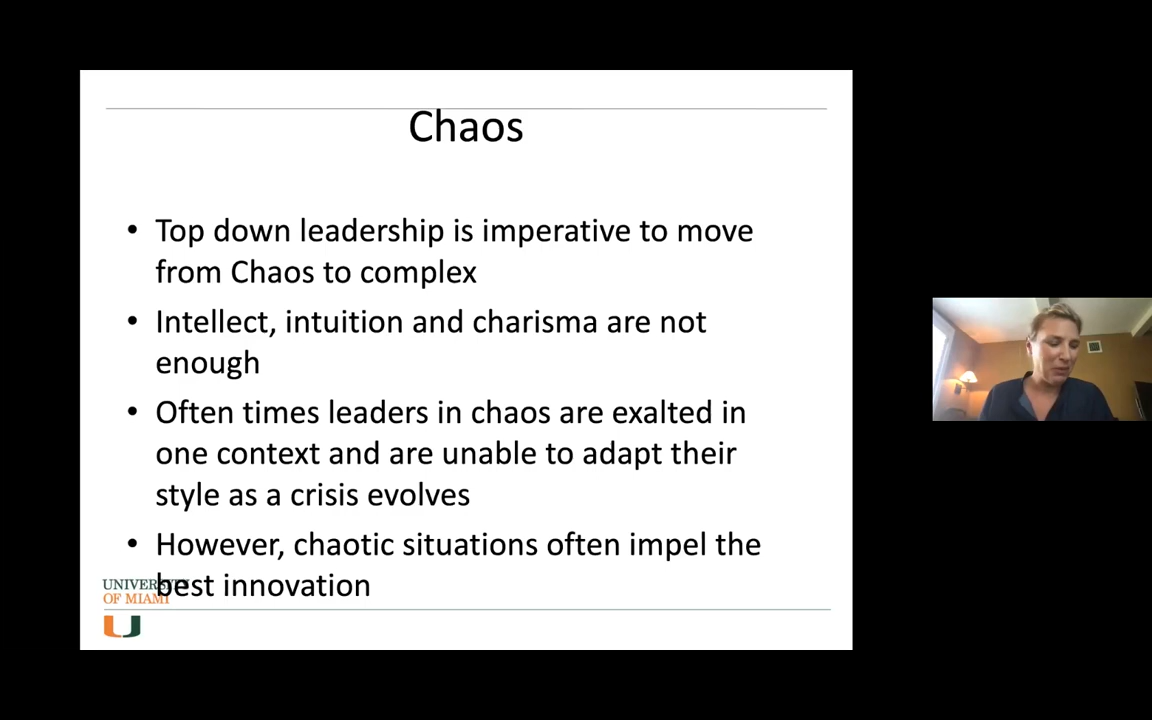 Chaos
• Top down leadership is imperative to move
from Chaos to complex
• Intellect, intuition and charisma are not
enough
• Often times leaders in chaos are exalted in
one context and are unable to adapt their
style as a crisis evolves
• However, chaotic situations often impel the
best innovation
UNIVERSITY
OF MIAMI